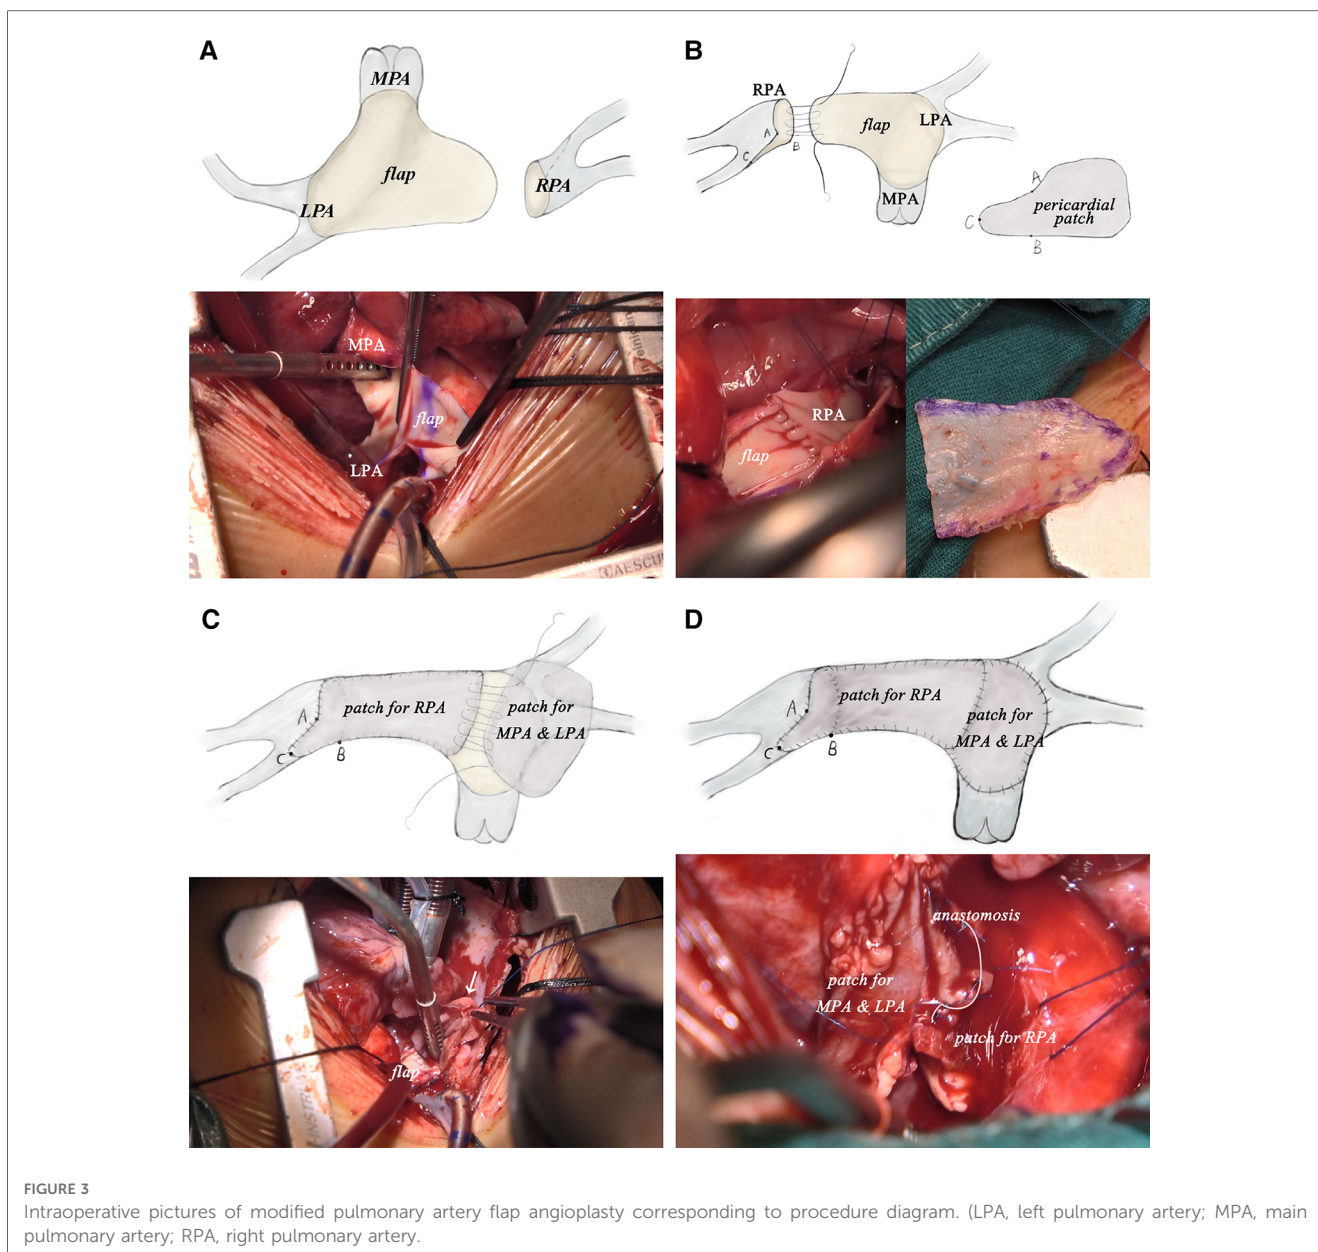 A
MPA
flap
LPA
RPA
B
RPA
A
B
C
flap
LPA
MPA
A
C
B
pericardial
patch
MPA
flap
LPA
AESCU
RPA
flap
C
patch for RPA
patch for
MPA & LPA
A
C
B
D
patch for RPA
patch for
MPA & LPA
A
C
B
flap
anastomosis
patch for
MPA & LPA
patch for RPA
FIGURE 3
Intraoperative pictures of modified pulmonary artery flap angioplasty corresponding to procedure diagram. (LPA, left pulmonary artery; MPA, main
pulmonary artery; RPA, right pulmonary artery.